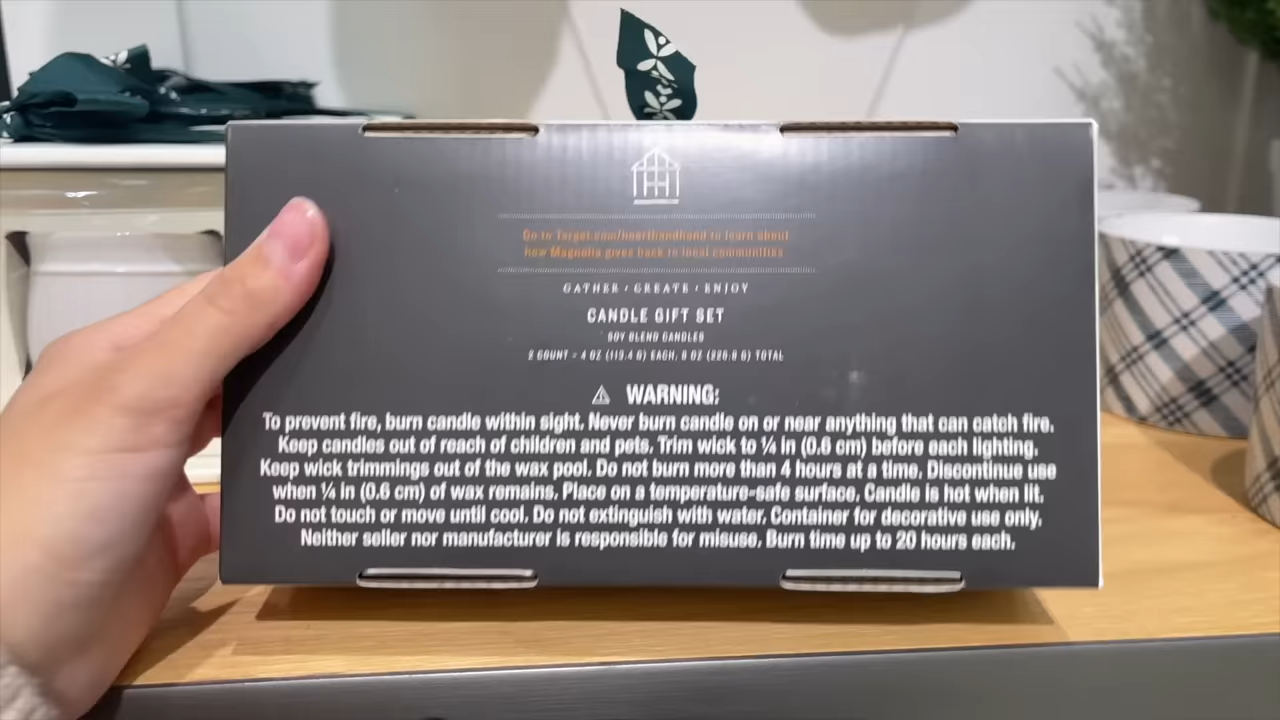 Go to Target.com/hearthandhand to learn about
how Magnolia gives back to local communities
GATHER · CREATE · ENJOY
CANDLE GIFT SET
SOY BLEND CANDLES
2 COUNT - 4 OZ (113.4 G) EACH, 8 OZ (226.8 G) TOTAL
WARNING:
To prevent fire, burn candle within sight. Never burn candle on or near anything that can catch fire.
Keep candles out of reach of children and pets. Trim wick to ¼ in (0.6 cm) before each lighting.
Keep wick trimmings out of the wax pool. Do not burn more than 4 hours at a time. Discontinue use
when ¼ in (0.6 cm) of wax remains. Place on a temperature-safe surface. Candle is hot when lit.
Do not touch or move until cool. Do not extinguish with water. Container for decorative use only.
Neither seller nor manufacturer is responsible for misuse. Burn time up to 20 hours each.